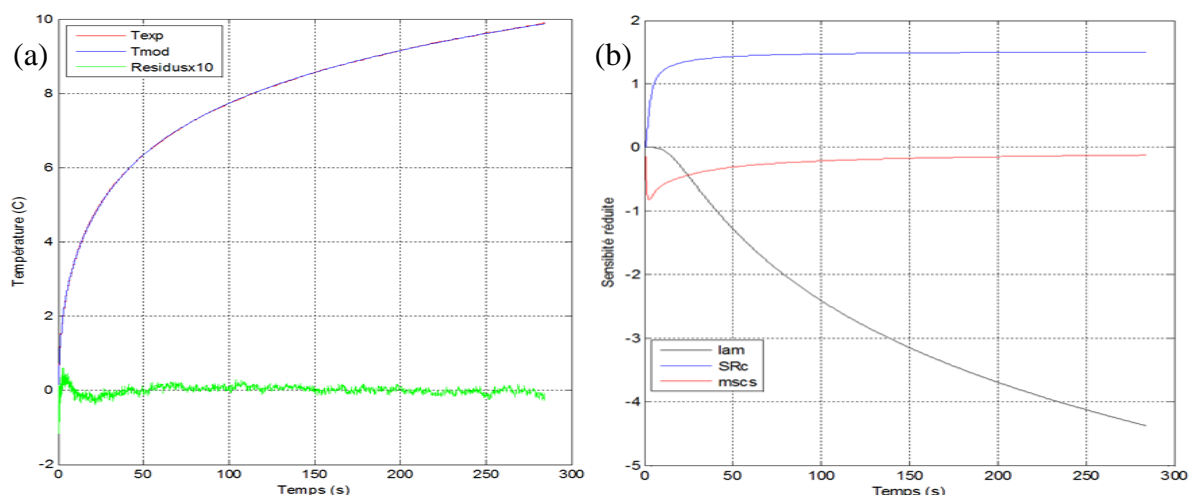 (a)
Texp
Tmod
Residusx10
Température (C)
10
8
6
4
2
0
-2
0 50 100 150 200 250 300
Temps (s)
(b)
Sensibité réduite
2
1
0
-1
-2
-3
-4
-5
lam
SRc
mscs
0 50 100 150 200 250 300
Temps (s)